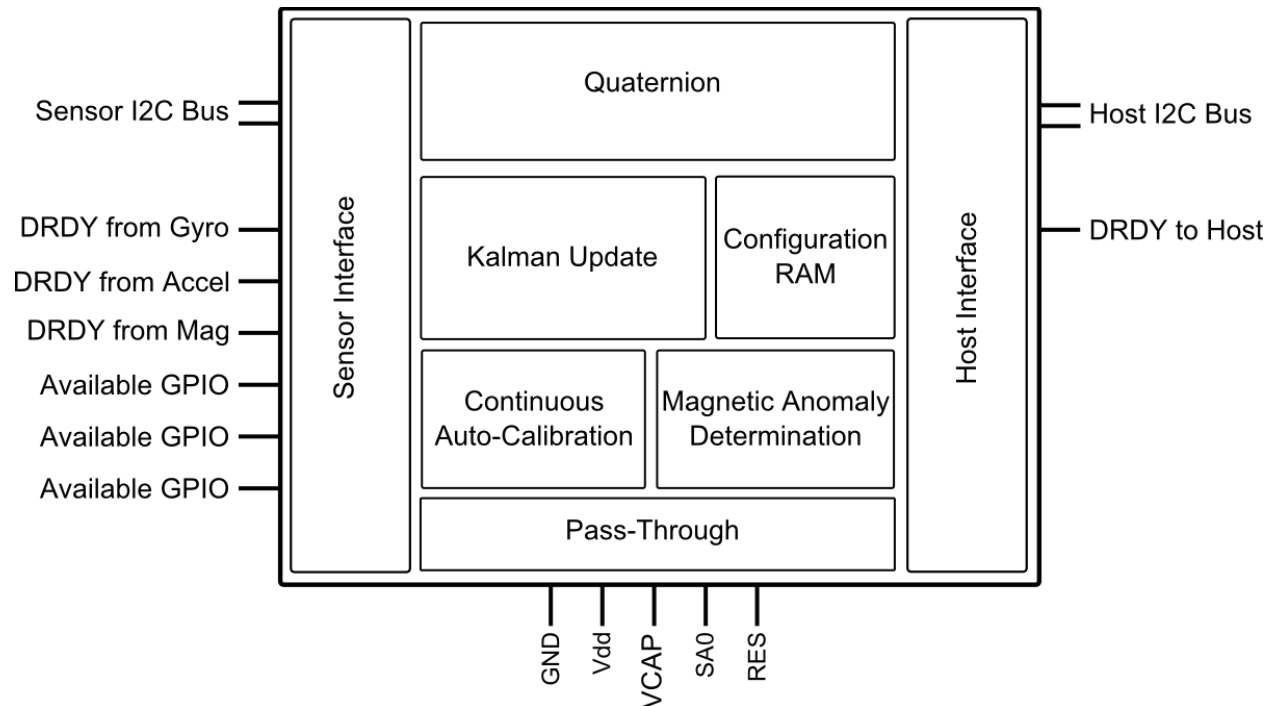 Quaternion
Sensor I2C Bus
Host I2C Bus
DRDY from Gyro
DRDY from Accel
DRDY from Mag
Available GPIO
Available GPIO
Available GPIO
Sensor Interface
Kalman Update
Configuration
RAM
Host Interface
DRDY to Host
Continuous
Auto-Calibration
Magnetic Anomaly
Determination
Pass-Through
GND
Vdd
VCAP
SA0
RES